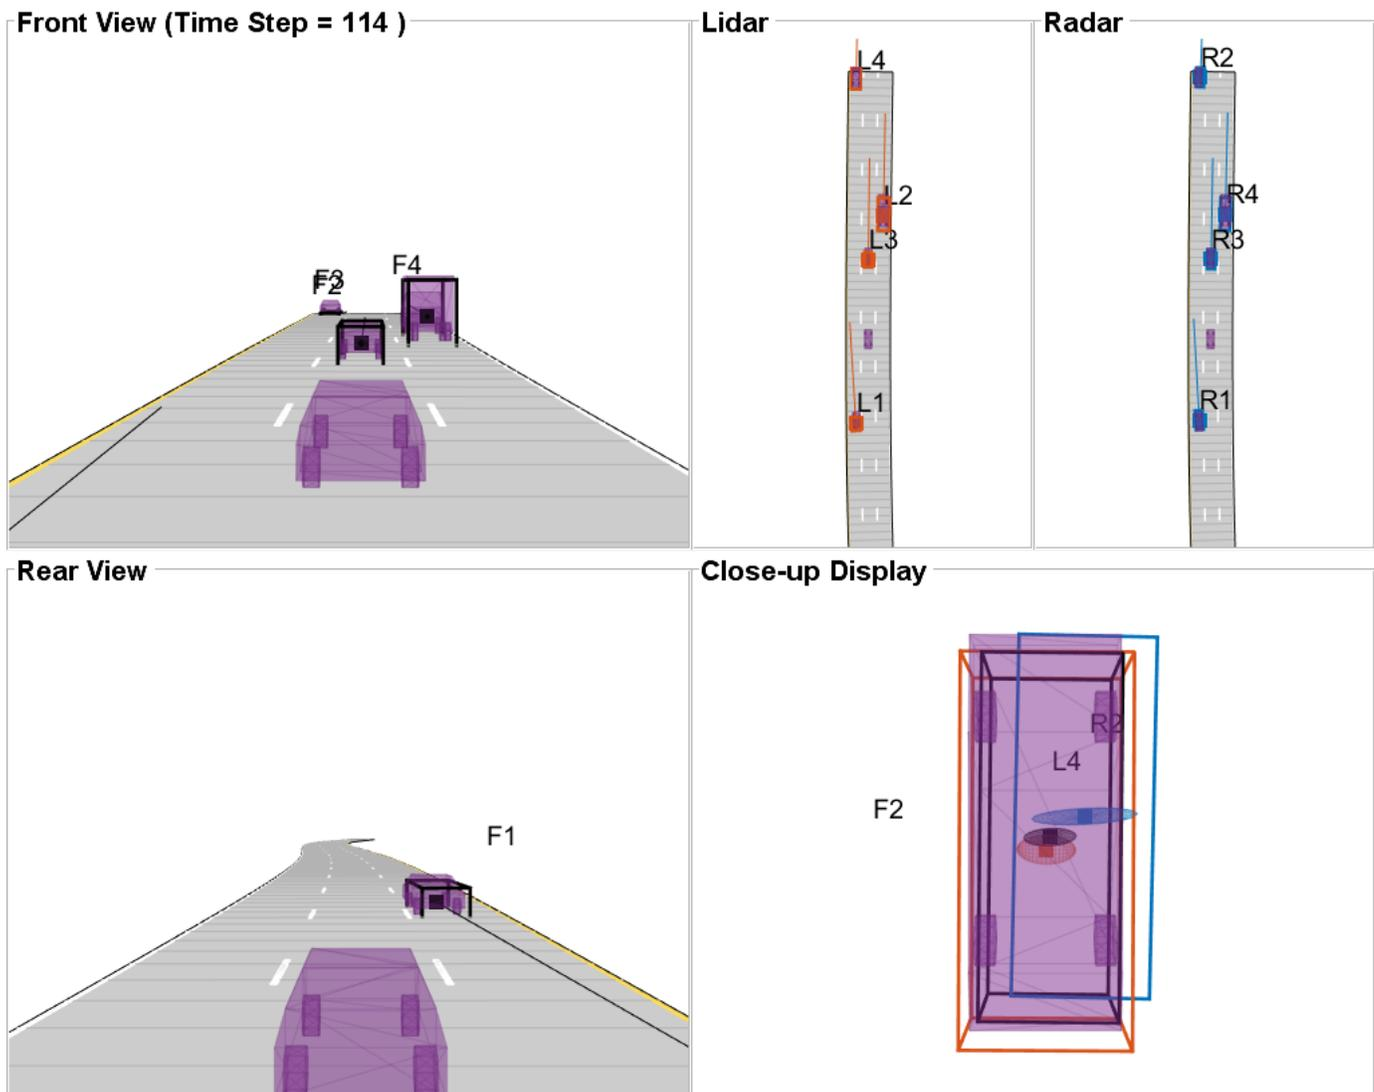 Front View (Time Step = 114 )
F2
F3
F4
Lidar
L4
L2
L3
L1
Radar
R2
R4
R3
R1
Rear View
F1
Close-up Display
R2
L4
F2